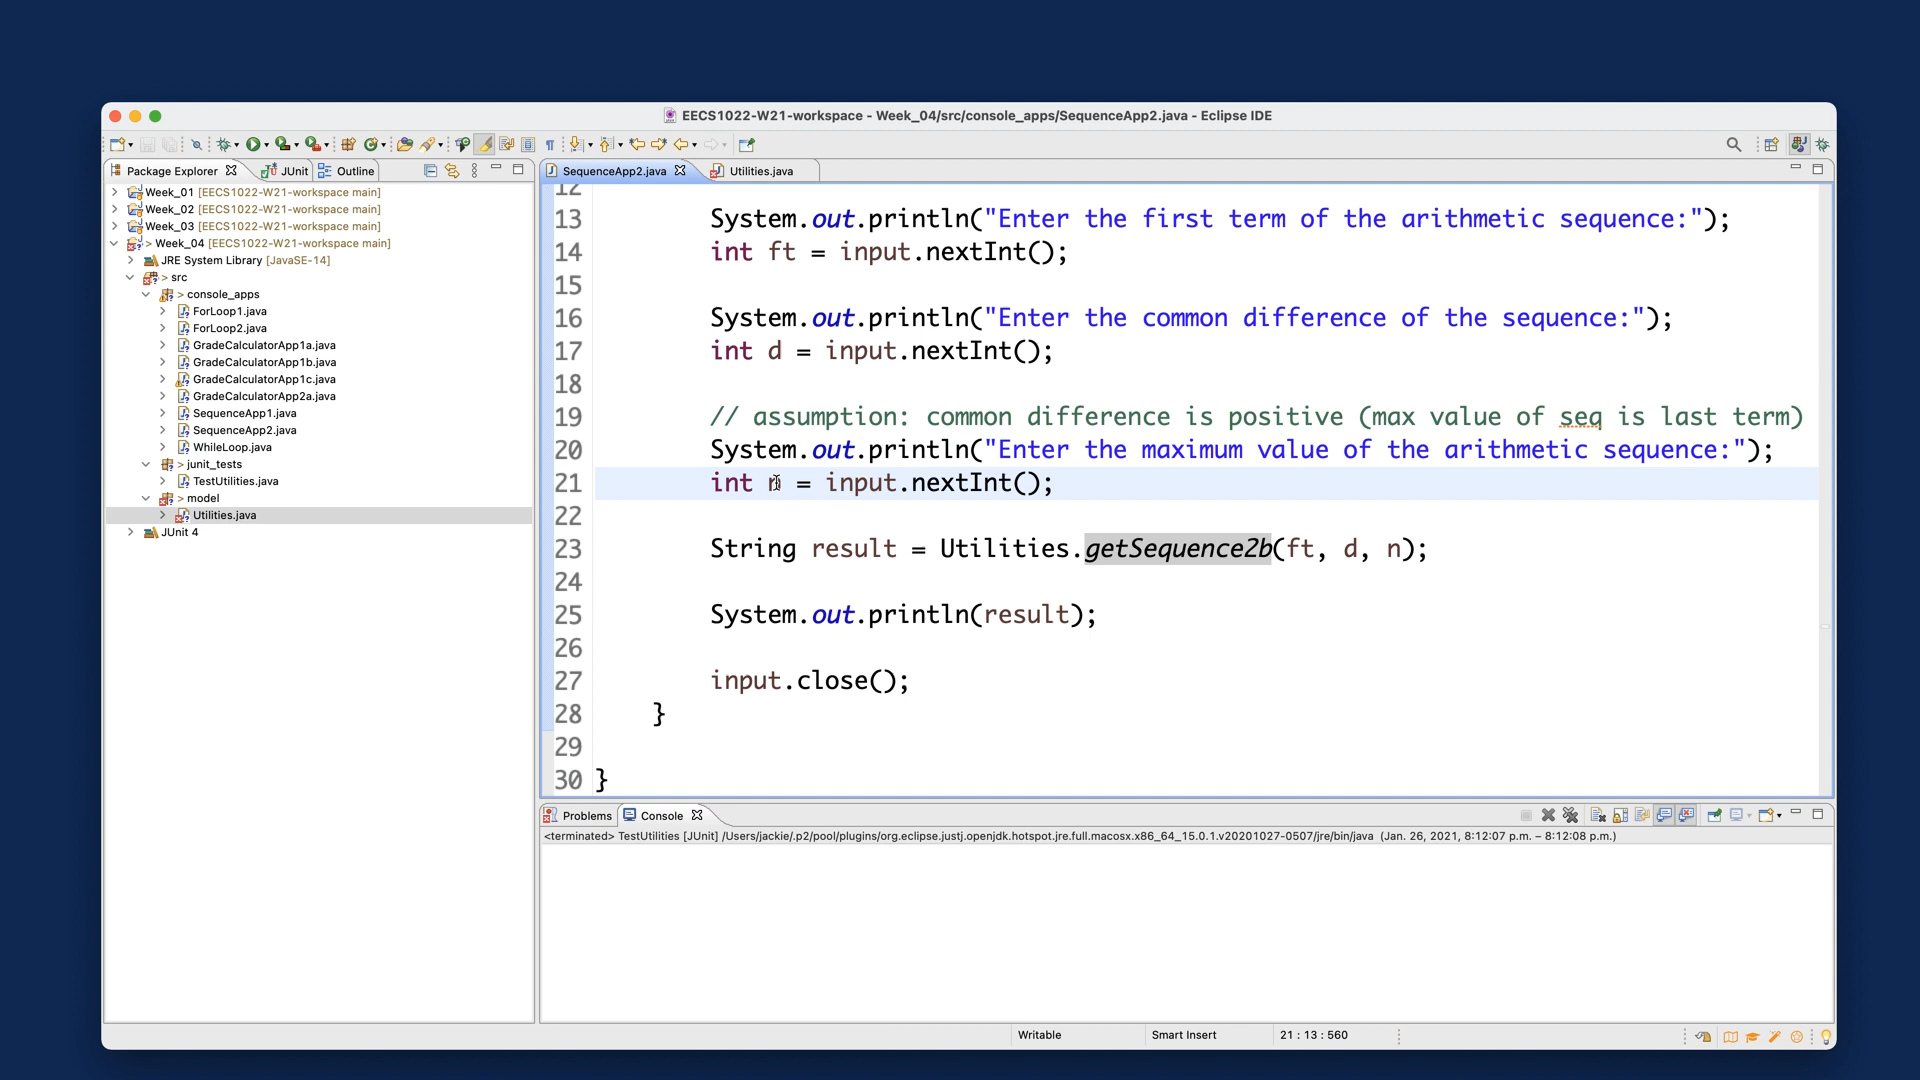 EECS1022-W21-workspace - Week_04/src/console_apps/SequenceApp2.java - Eclipse IDE
Package Explorer
JUnit
Outline
Week_01 [EECS1022-W21-workspace main]
Week_02 [EECS1022-W21-workspace main]
Week_03 [EECS1022-W21-workspace main]
> Week_04 [EECS1022-W21-workspace main]
JRE System Library [JavaSE-14]
> src
> console_apps
ForLoop1.java
ForLoop2.java
GradeCalculatorApp1a.java
GradeCalculatorApp1b.java
GradeCalculatorApp1c.java
GradeCalculatorApp2a.java
SequenceApp1.java
SequenceApp2.java
WhileLoop.java
> junit_tests
TestUtilities.java
> model
Utilities.java
JUnit 4
SequenceApp2.java
Utilities.java
12
13 System.out.println("Enter the first term of the arithmetic sequence:");
14 int ft = input.nextInt();
15
16 System.out.println("Enter the common difference of the sequence:");
17 int d = input.nextInt();
18
19 // assumption: common difference is positive (max value of seq is last term)
20 System.out.println("Enter the maximum value of the arithmetic sequence:");
21 int n = input.nextInt();
22
23 String result = Utilities.getSequence2b(ft, d, n);
24
25 System.out.println(result);
26
27 input.close();
28 }
29
30 }
Problems
Console
<terminated> TestUtilities [JUnit] /Users/jackie/.p2/pool/plugins/org.eclipse.justj.openjdk.hotspot.jre.full.macosx.x86_64_15.0.1.v20201027-0507/jre/bin/java (Jan. 26, 2021, 8:12:07 p.m. – 8:12:08 p.m.)
Writable
Smart Insert
21 : 13 : 560